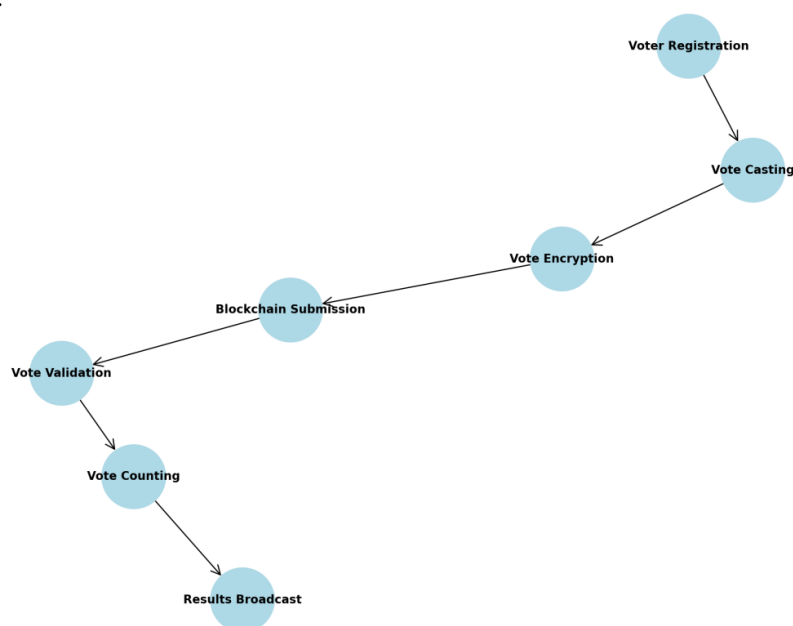 Voter Registration
Vote Casting
Vote Encryption
Blockchain Submission
Vote Validation
Vote Counting
Results Broadcast